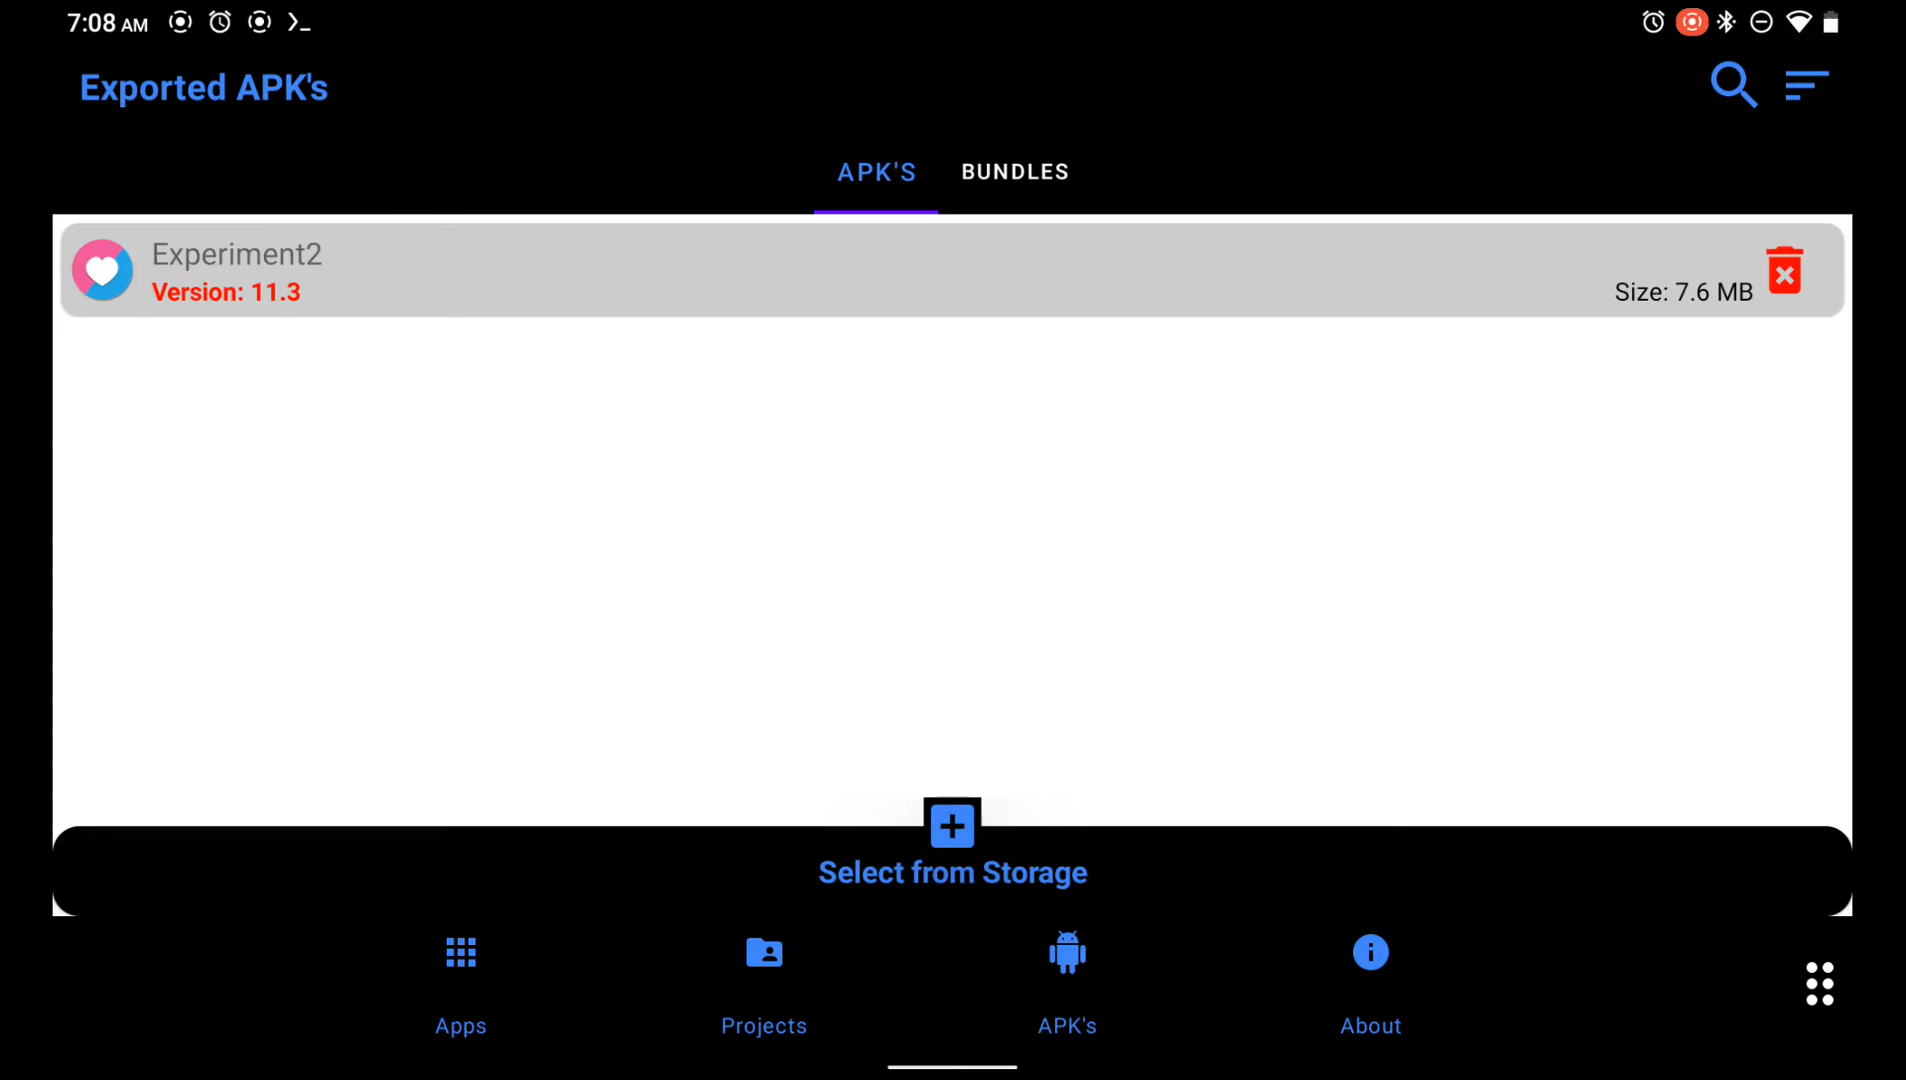 7:08 AM
Exported APK's
APK'S
BUNDLES
Experiment2
Version: 11.3
Size: 7.6 MB
Select from Storage
Apps
Projects
APK's
About